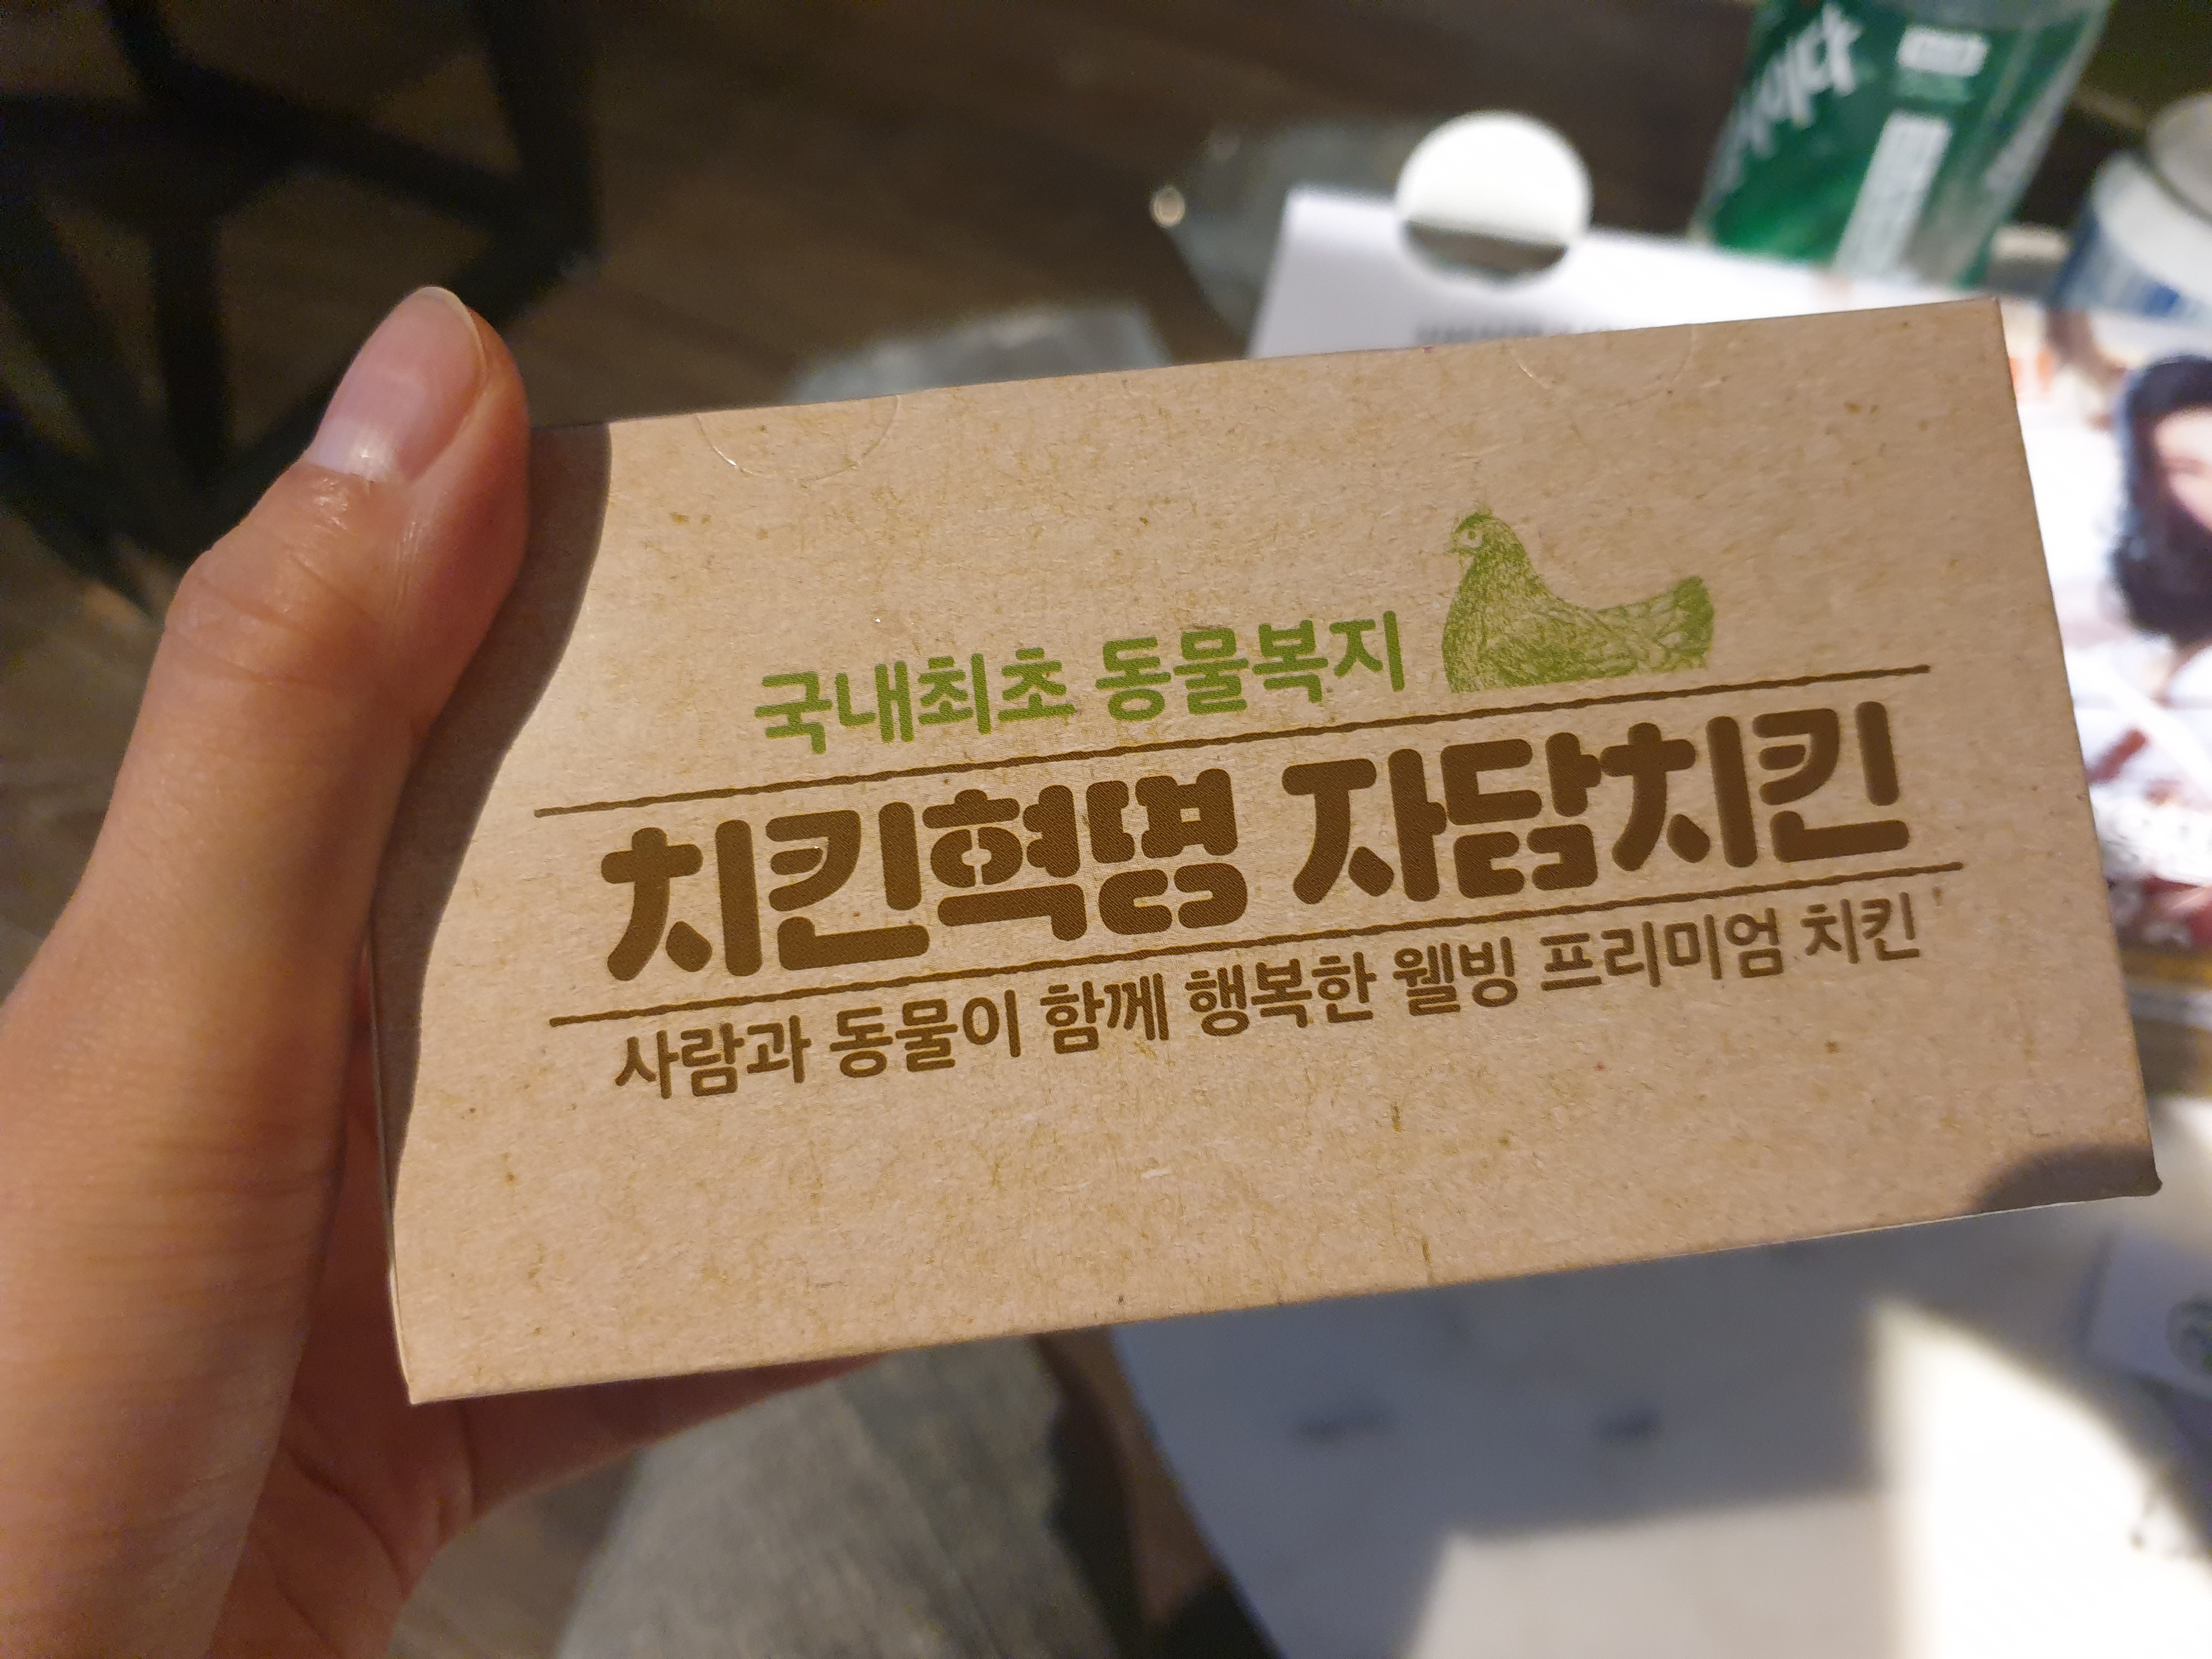 국내최초 동물복지
치킨혁명 자담치킨
사람과 동물이 함께 행복한 웰빙 프리미엄 치킨